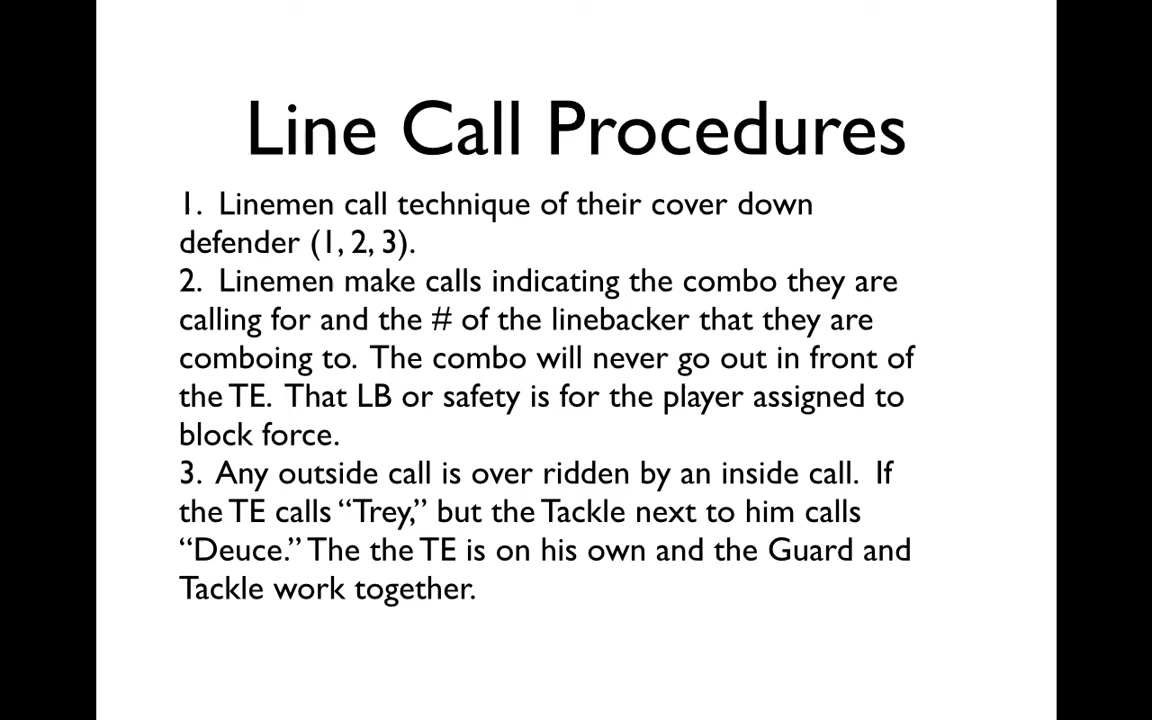 Line Call Procedures
1. Linemen call technique of their cover down
defender (1, 2, 3).
2. Linemen make calls indicating the combo they are
calling for and the # of the linebacker that they are
comboing to. The combo will never go out in front of
the TE. That LB or safety is for the player assigned to
block force.
3. Any outside call is over ridden by an inside call. If
the TE calls “Trey,” but the Tackle next to him calls
“Deuce.” The the TE is on his own and the Guard and
Tackle work together.